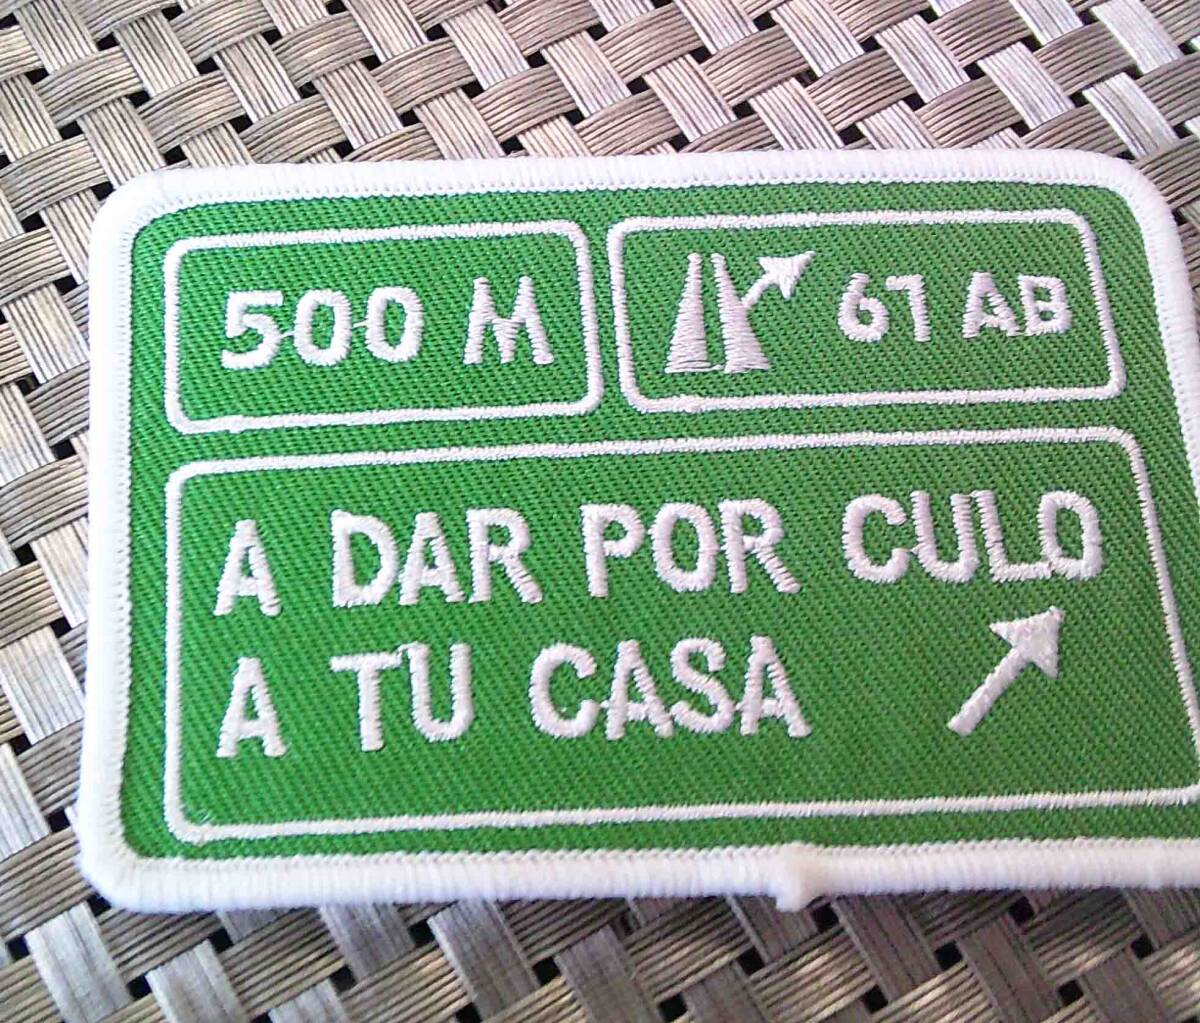 500 M
61 AB
A DAR POR CULO
A TU CASA